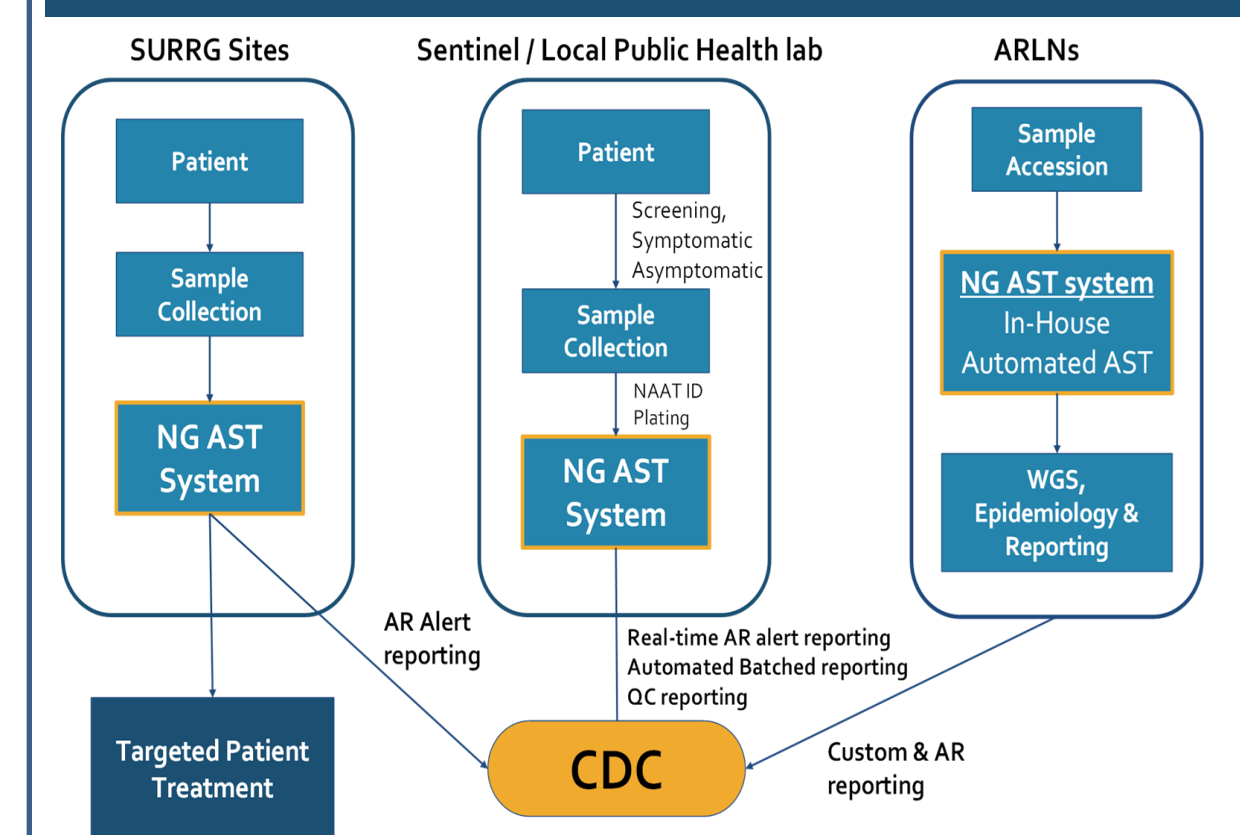 SURRG Sites
Patient
Sample
Collection
NG AST
System
Targeted Patient
Treatment
AR Alert
reporting
Sentinel / Local Public Health lab
Patient
Screening,
Symptomatic
Asymptomatic
Sample
Collection
NAAT ID
Plating
NG AST
System
Real-time AR alert reporting
Automated Batched reporting
QC reporting
CDC
ARLNs
Sample
Accession
NG AST system
In-House
Automated AST
WGS,
Epidemiology &
Reporting
Custom & AR
reporting